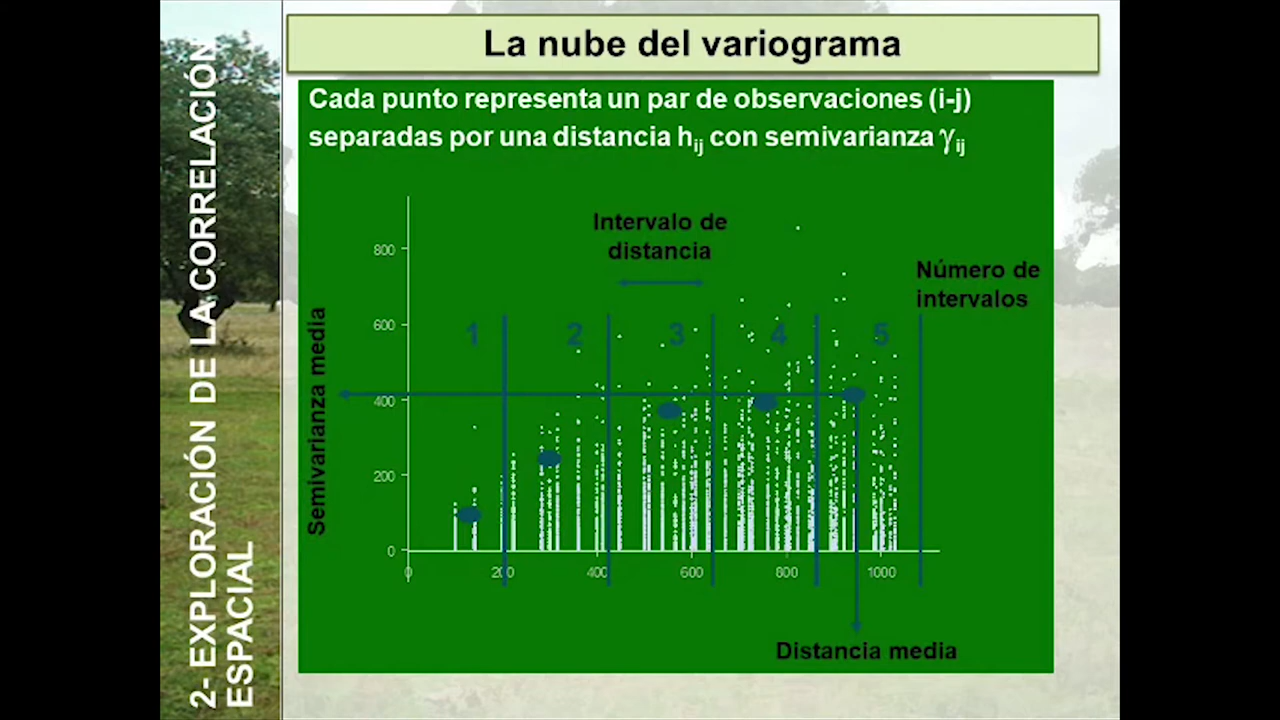 La nube del variograma
2- EXPLORACIÓN DE LA CORRELACIÓN
ESPACIAL
Cada punto representa un par de observaciones (i-j)
separadas por una distancia hij con semivarianza γij
Intervalo de
distancia
Número de
intervalos
Semivarianza media
1 2 3 4 5
800
600
400
200
0
0 200 400 600 800 1000
Distancia media